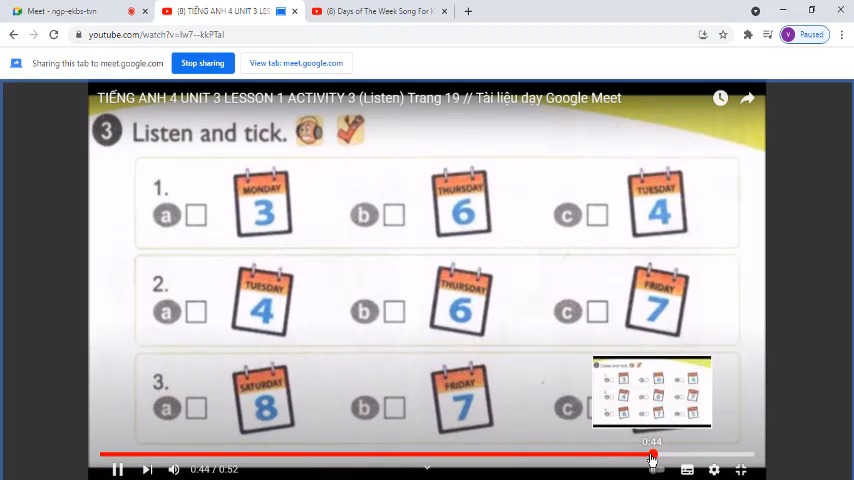 Meet - ngp-ekbs-tvn
(8) TIẾNG ANH 4 UNIT 3 LES
(8) Days of The Week Song For K
youtube.com/watch?v=lw7--kkPTaI
Paused
Sharing this tab to meet.google.com
Stop sharing
View tab: meet.google.com
TIẾNG ANH 4 UNIT 3 LESSON 1 ACTIVITY 3 (Listen) Trang 19 // Tài liệu dạy Google Meet
3 Listen and tick.
1.
a MONDAY 3 b THURSDAY 6 c TUESDAY 4
2.
a TUESDAY 4 b THURSDAY 6 c FRIDAY 7
3.
a SATURDAY 8 b FRIDAY 7 c
0:44
0:44 / 0:52